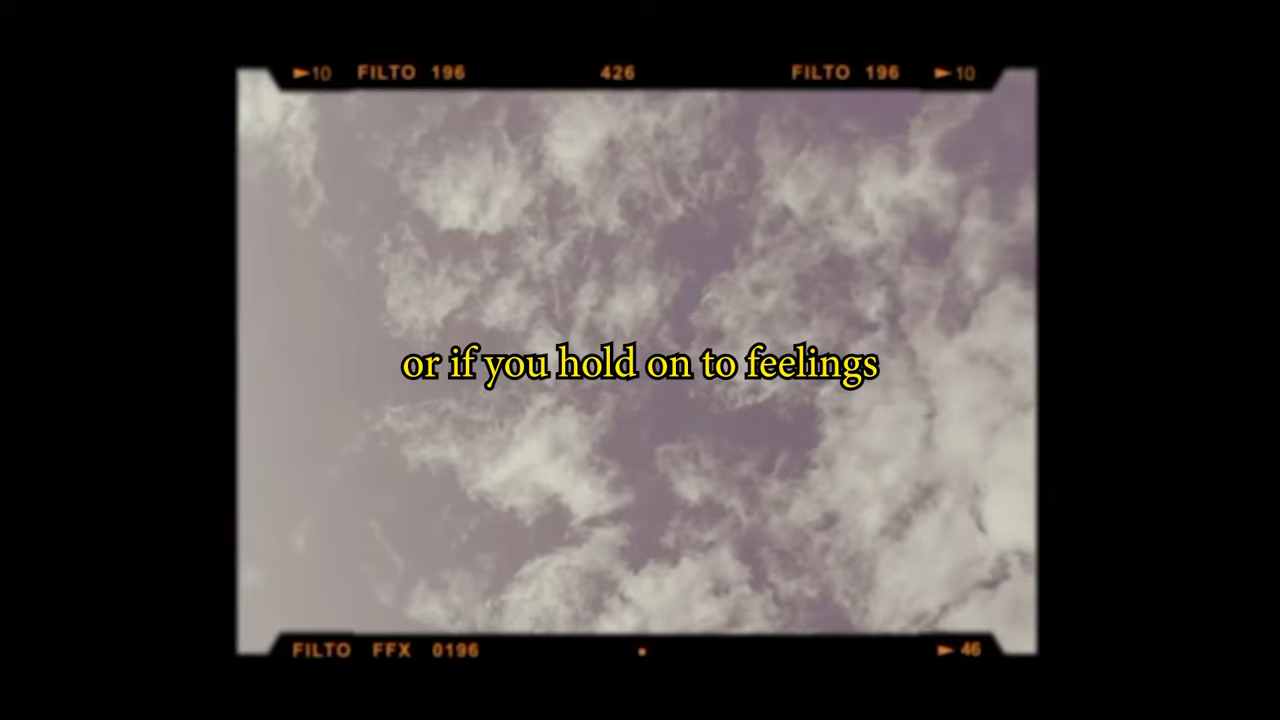 ►10 FILTO 196 426 FILTO 196 ►10
or if you hold on to feelings
FILTO FFX 0196 • ►46